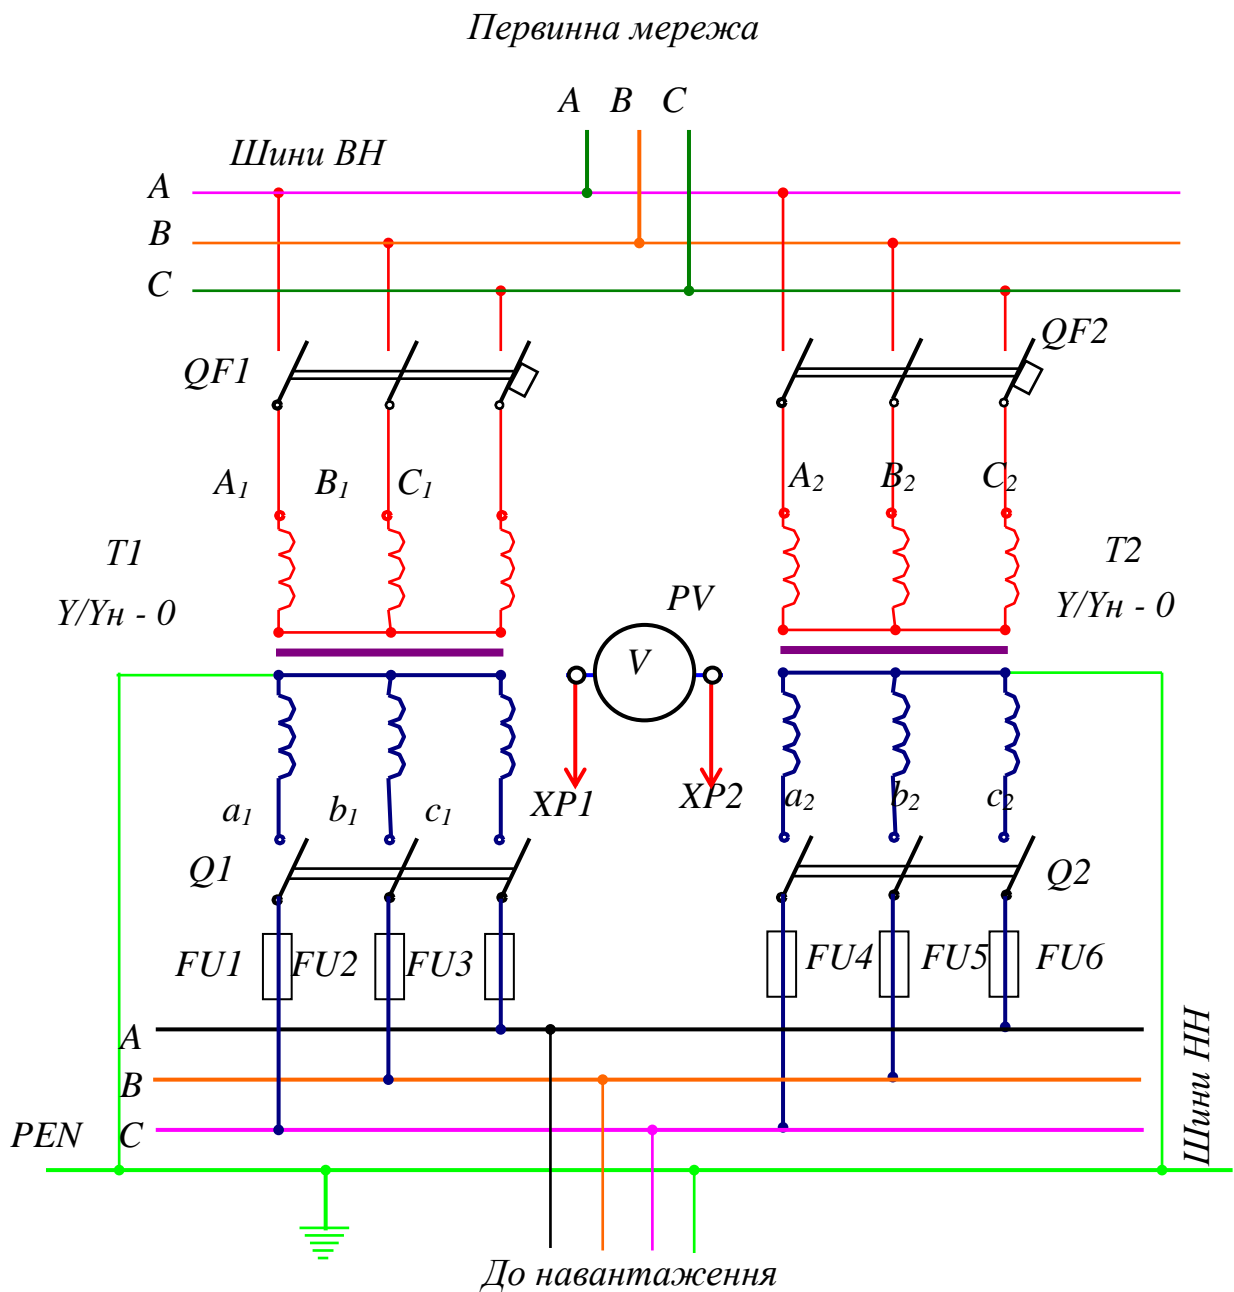 Первинна мережа
A B C
Шини ВН
A
B
C
QF1
QF2
A1 B1 C1
A2 B2 C2
T1
Y/Yн - 0
T2
Y/Yн - 0
PV
V
XP1
XP2
a1 b1 c1
a2 b2 c2
Q1
Q2
FU1 FU2 FU3
FU4 FU5 FU6
A
B
PEN C
Шини НН
До навантаження